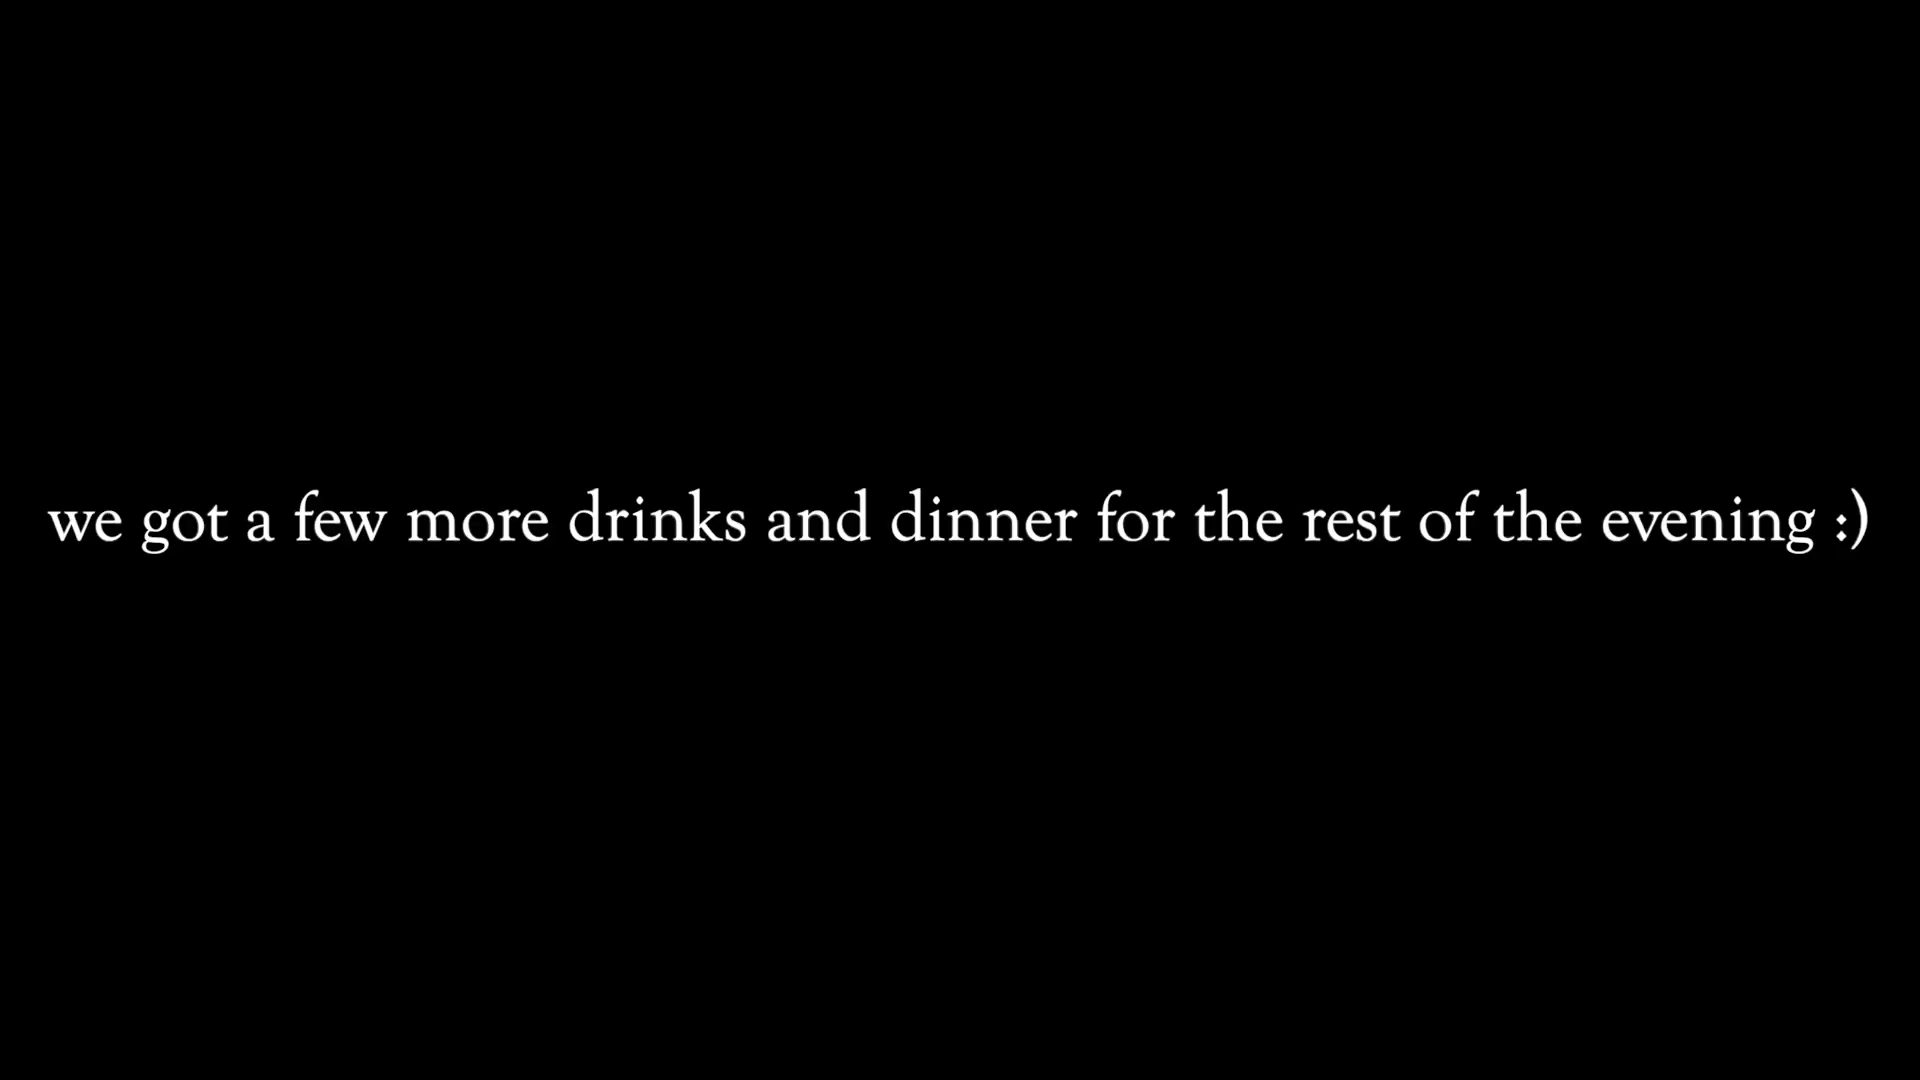 we got a few more drinks and dinner for the rest of the evening :)